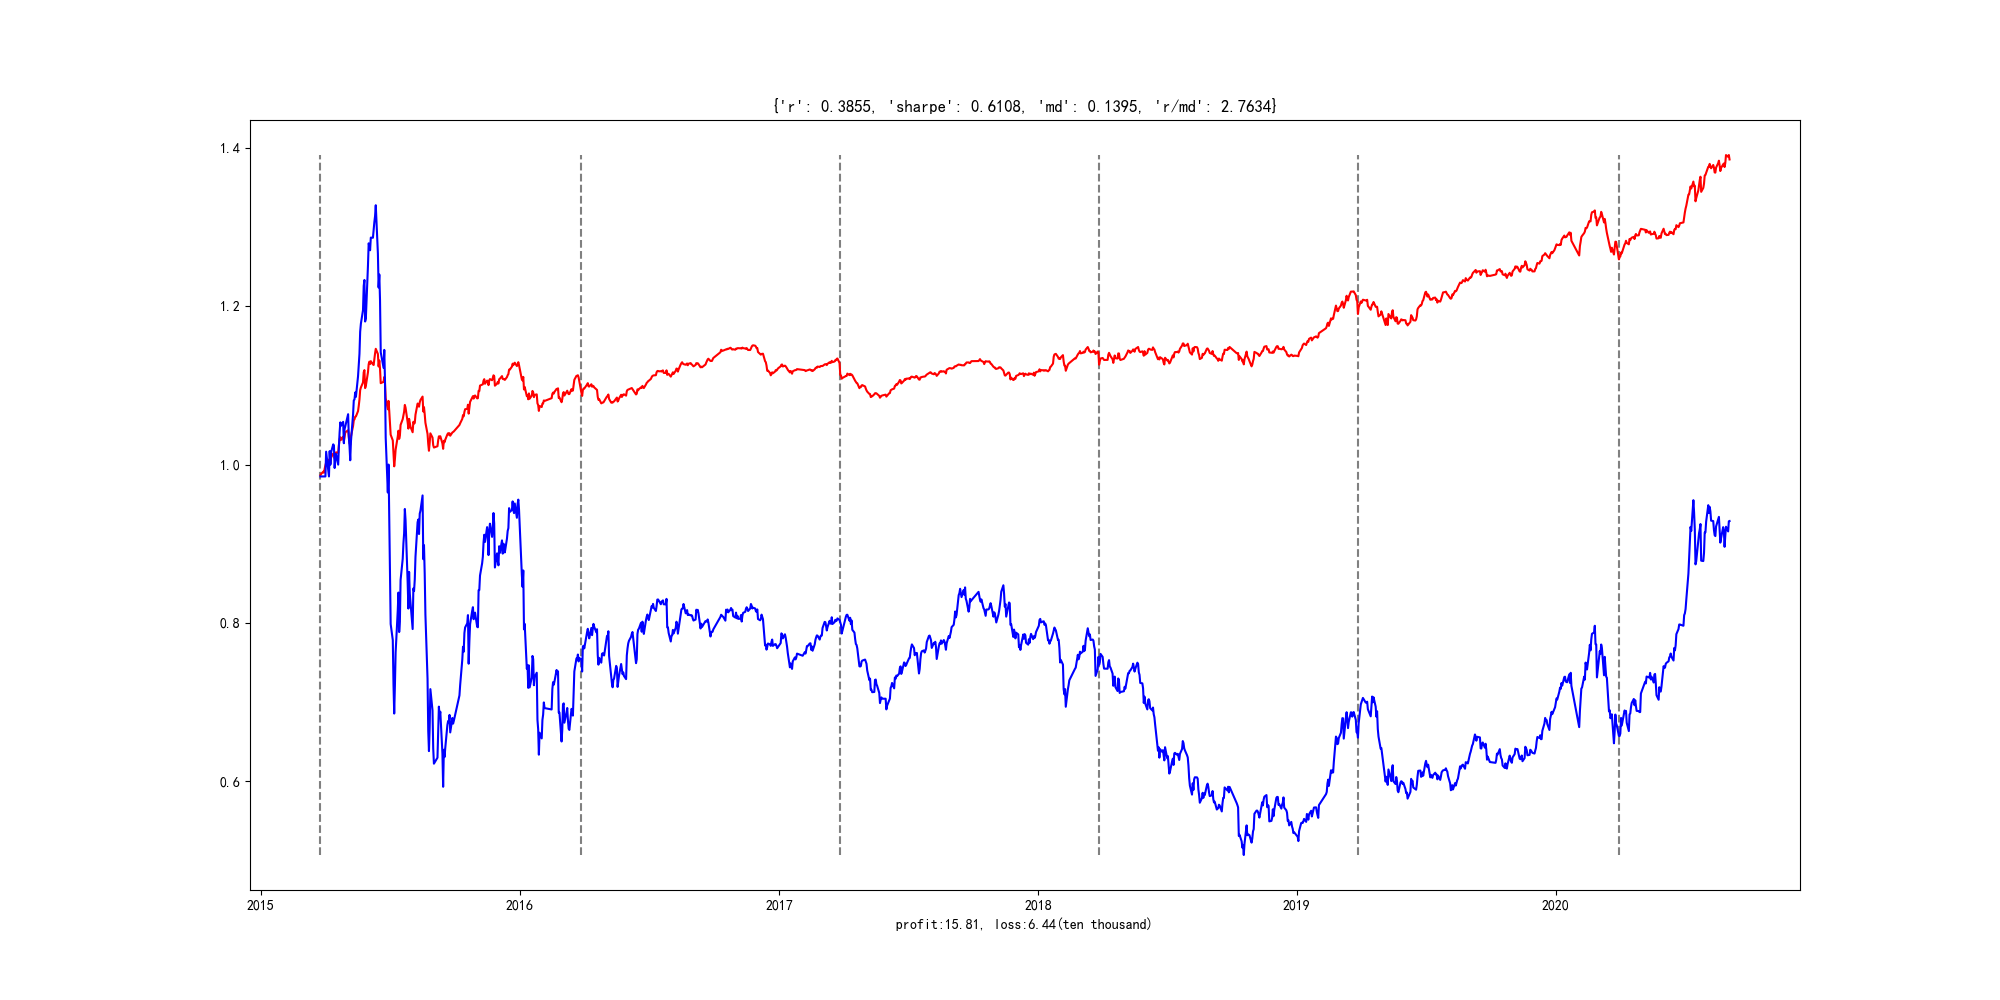 {'r': 0.3855, 'sharpe': 0.6108, 'md': 0.1395, 'r/md': 2.7634}
1.4
1.2
1.0
0.8
0.6
2015 2016 2017 2018 2019 2020
profit:15.81, loss:6.44(ten thousand)